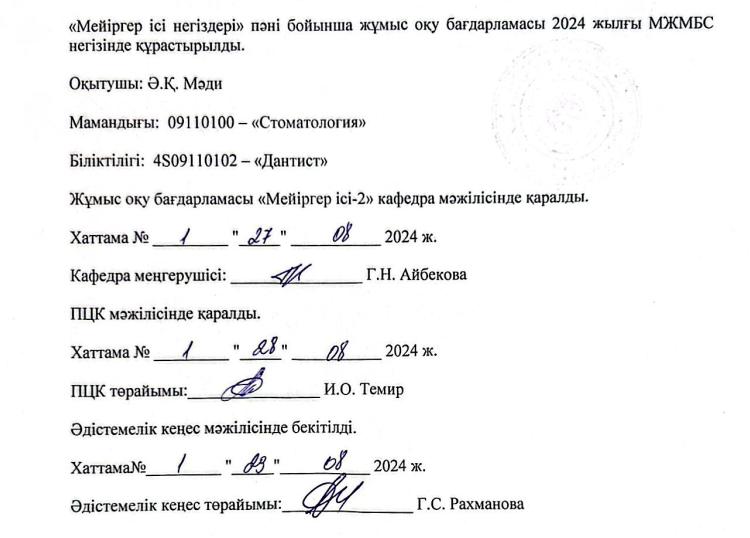 «Мейіргер ісі негіздері» пәні бойынша жұмыс оқу бағдарламасы 2024 жылғы МЖМБС
негізінде құрастырылды.
Оқытушы: Ә.Қ. Мәди
Мамандығы: 09110100 – «Стоматология»
Біліктілігі: 4S09110102 – «Дантист»
Жұмыс оқу бағдарламасы «Мейіргер ісі-2» кафедра мәжілісінде қаралды.
Хаттама № 1 "27" 08 2024 ж.
Кафедра меңгерушісі: Г.Н. Айбекова
ПЦК мәжілісінде қаралды.
Хаттама № 1 "28" 08 2024 ж.
ПЦК төрайымы: И.О. Темир
Әдістемелік кеңес мәжілісінде бекітілді.
Хаттама№ 1 "29" 08 2024 ж.
Әдістемелік кеңес төрайымы: Г.С. Рахманова